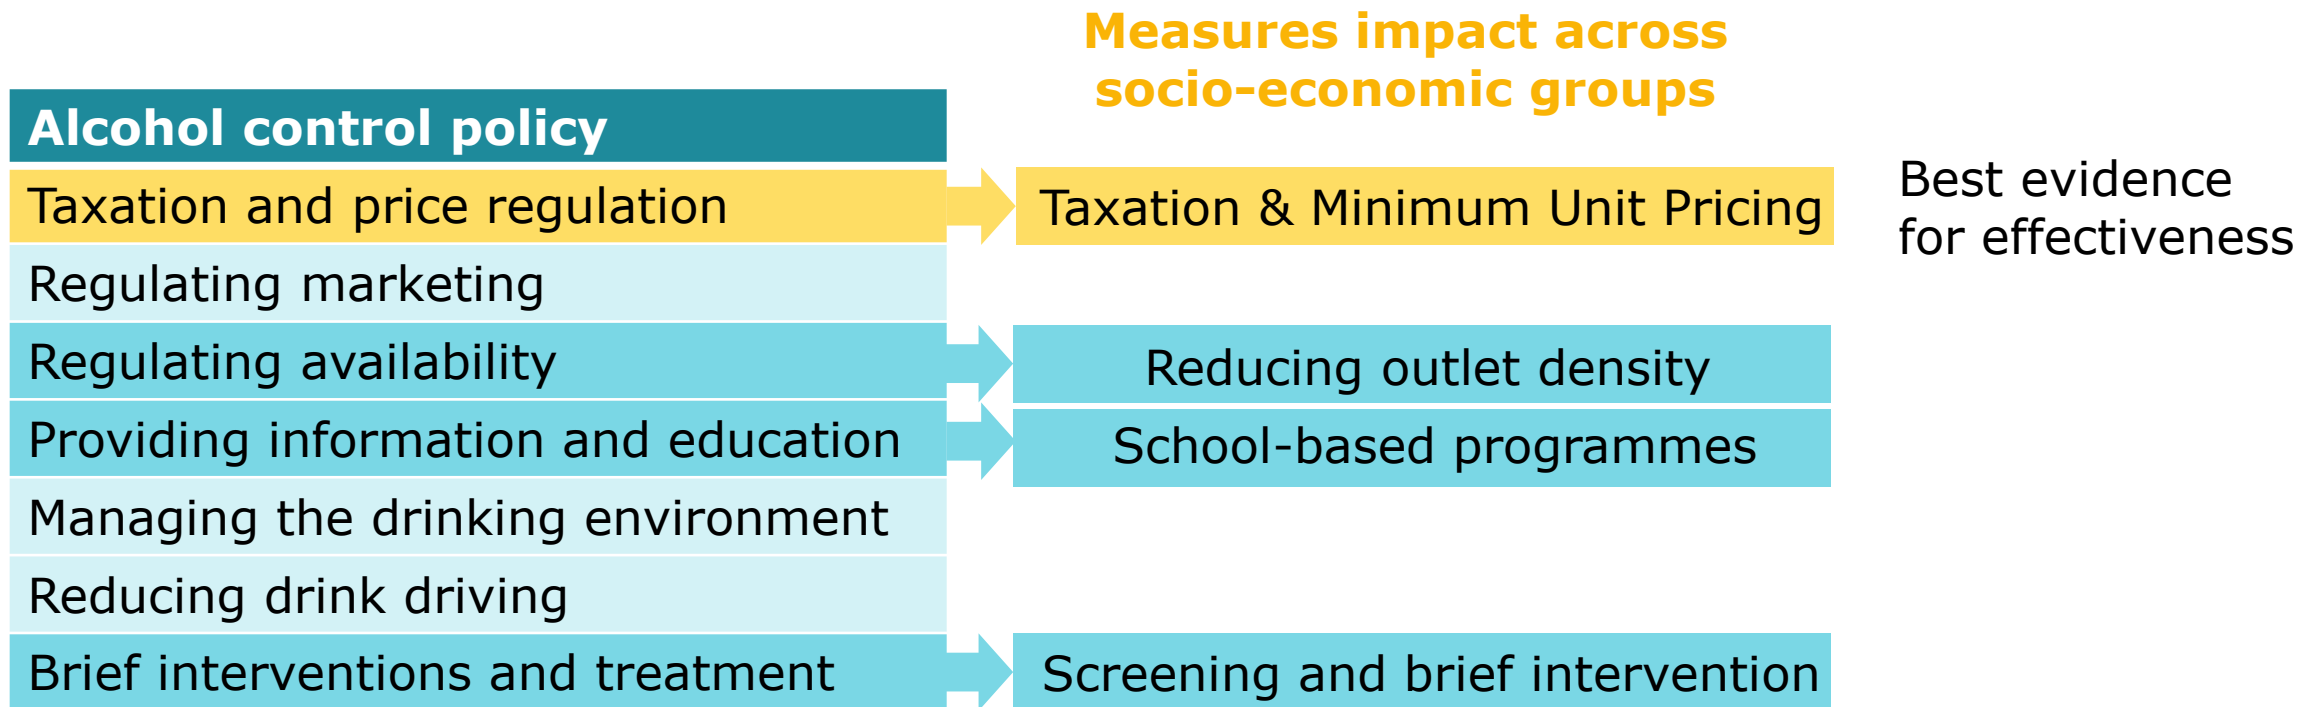 Measures impact across
socio-economic groups
Alcohol control policy
Taxation and price regulation
Taxation & Minimum Unit Pricing
Best evidence
for effectiveness
Regulating marketing
Regulating availability
Reducing outlet density
Providing information and education
School-based programmes
Managing the drinking environment
Reducing drink driving
Brief interventions and treatment
Screening and brief intervention